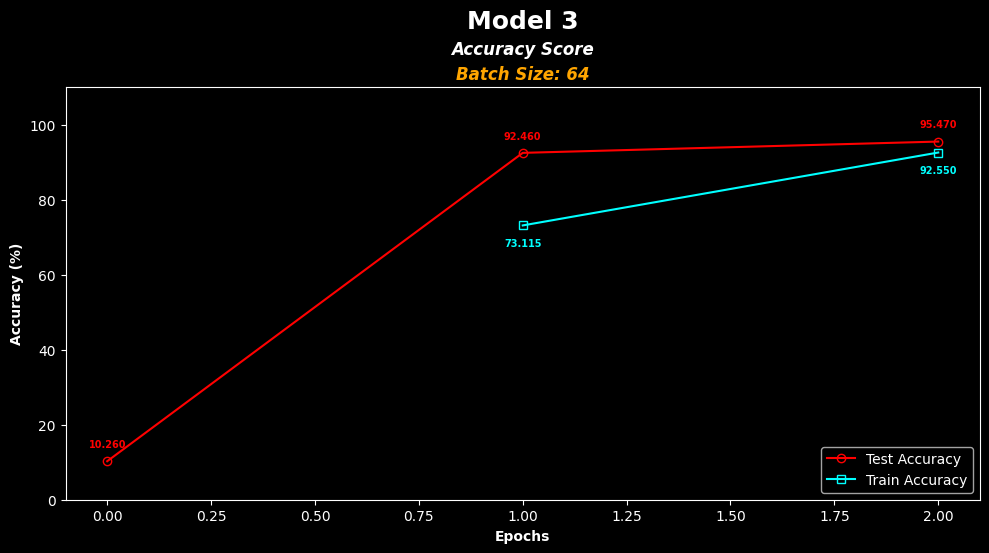 Model 3
Accuracy Score
Batch Size: 64
Accuracy (%)
100
80
60
40
20
0
10.260
92.460
95.470
73.115
92.550
Test Accuracy
Train Accuracy
0.00 0.25 0.50 0.75 1.00 1.25 1.50 1.75 2.00
Epochs